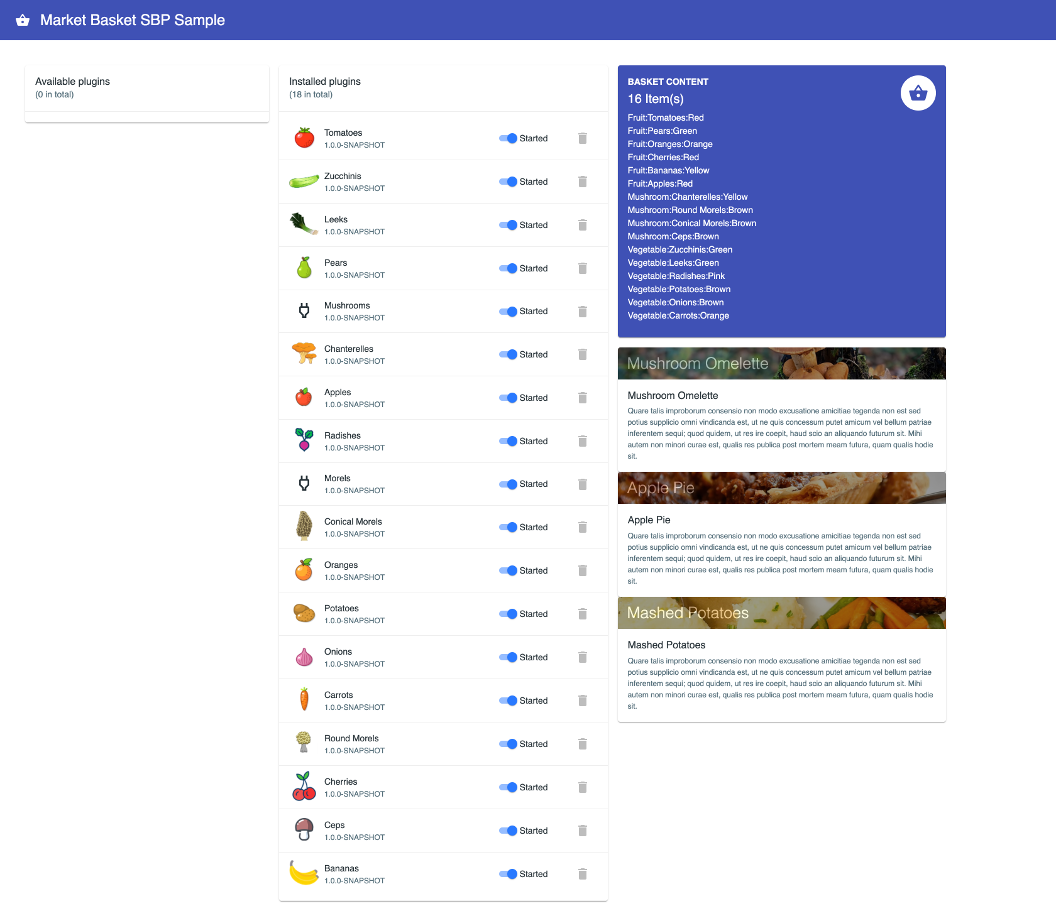 Market Basket SBP Sample
Available plugins
(0 in total)
Installed plugins
(18 in total)
Tomatoes
1.0.0-SNAPSHOT
Started
Zucchinis
1.0.0-SNAPSHOT
Started
Leeks
1.0.0-SNAPSHOT
Started
Pears
1.0.0-SNAPSHOT
Started
Mushrooms
1.0.0-SNAPSHOT
Started
Chanterelles
1.0.0-SNAPSHOT
Started
Apples
1.0.0-SNAPSHOT
Started
Radishes
1.0.0-SNAPSHOT
Started
Morels
1.0.0-SNAPSHOT
Started
Conical Morels
1.0.0-SNAPSHOT
Started
Oranges
1.0.0-SNAPSHOT
Started
Potatoes
1.0.0-SNAPSHOT
Started
Onions
1.0.0-SNAPSHOT
Started
Carrots
1.0.0-SNAPSHOT
Started
Round Morels
1.0.0-SNAPSHOT
Started
Cherries
1.0.0-SNAPSHOT
Started
Ceps
1.0.0-SNAPSHOT
Started
Bananas
1.0.0-SNAPSHOT
Started
BASKET CONTENT
16 Item(s)
Fruit:Tomatoes:Red
Fruit:Pears:Green
Fruit:Oranges:Orange
Fruit:Cherries:Red
Fruit:Bananas:Yellow
Fruit:Apples:Red
Mushroom:Chanterelles:Yellow
Mushroom:Round Morels:Brown
Mushroom:Conical Morels:Brown
Mushroom:Ceps:Brown
Vegetable:Zucchinis:Green
Vegetable:Leeks:Green
Vegetable:Radishes:Pink
Vegetable:Potatoes:Brown
Vegetable:Onions:Brown
Vegetable:Carrots:Orange
Mushroom Omelette
Mushroom Omelette
Quare talis improborum consensio non modo excusatione amicitiae tegenda non est sed
potius supplicio omni vindicanda est, ut ne quis concessum putet amicum vel bellum patriae
inferentem sequi; quod quidem, ut res ire coepit, haud scio an aliquando futurum sit. Mihi
autem non minori curae est, qualis res publica post mortem meam futura, quam qualis hodie
sit.
Apple Pie
Apple Pie
Quare talis improborum consensio non modo excusatione amicitiae tegenda non est sed
potius supplicio omni vindicanda est, ut ne quis concessum putet amicum vel bellum patriae
inferentem sequi; quod quidem, ut res ire coepit, haud scio an aliquando futurum sit. Mihi
autem non minori curae est, qualis res publica post mortem meam futura, quam qualis hodie
sit.
Mashed Potatoes
Mashed Potatoes
Quare talis improborum consensio non modo excusatione amicitiae tegenda non est sed
potius supplicio omni vindicanda est, ut ne quis concessum putet amicum vel bellum patriae
inferentem sequi; quod quidem, ut res ire coepit, haud scio an aliquando futurum sit. Mihi
autem non minori curae est, qualis res publica post mortem meam futura, quam qualis hodie
sit.